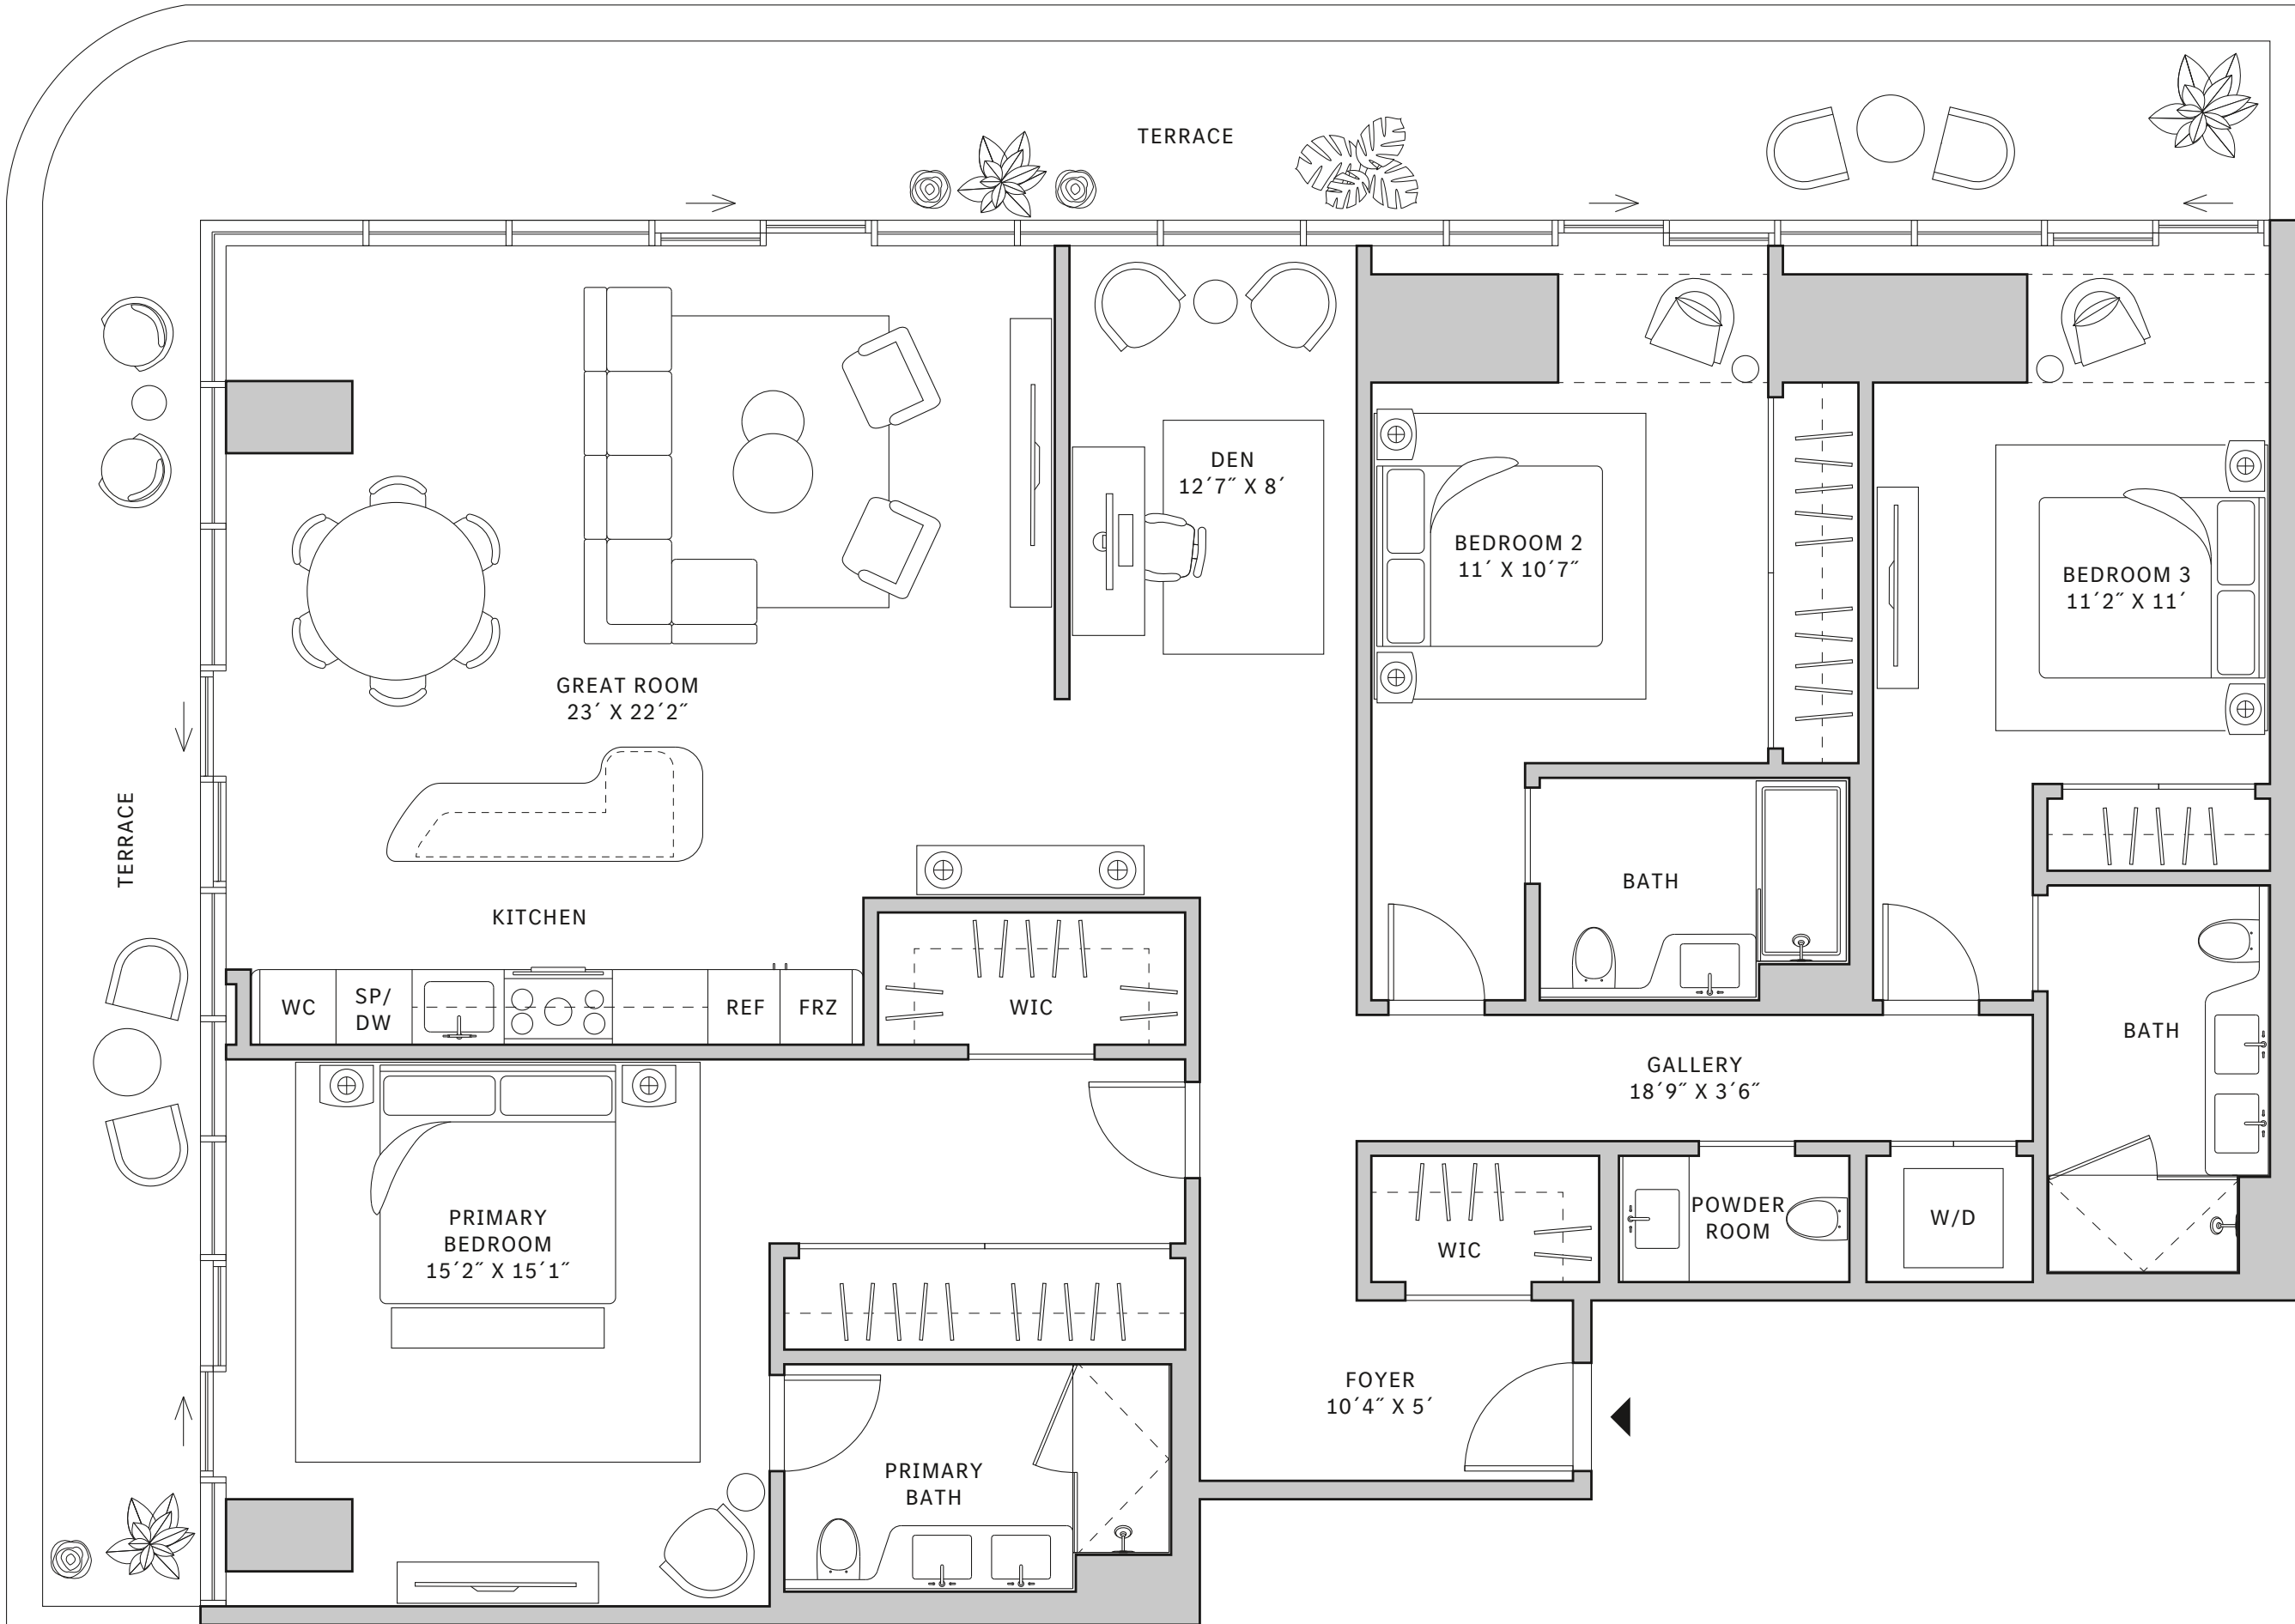 TERRACE
DEN
12´7˝ X 8´
BEDROOM 2
11´ X 10´7˝
BEDROOM 3
11´2˝ X 11´
GREAT ROOM
23´ X 22´2˝
TERRACE
KITCHEN
BATH
WC
SP/
DW
REF
FRZ
WIC
BATH
GALLERY
18´9˝ X 3´6˝
PRIMARY
BEDROOM
15´2˝ X 15´1˝
WIC
POWDER
ROOM
W/D
FOYER
10´4˝ X 5´
PRIMARY
BATH